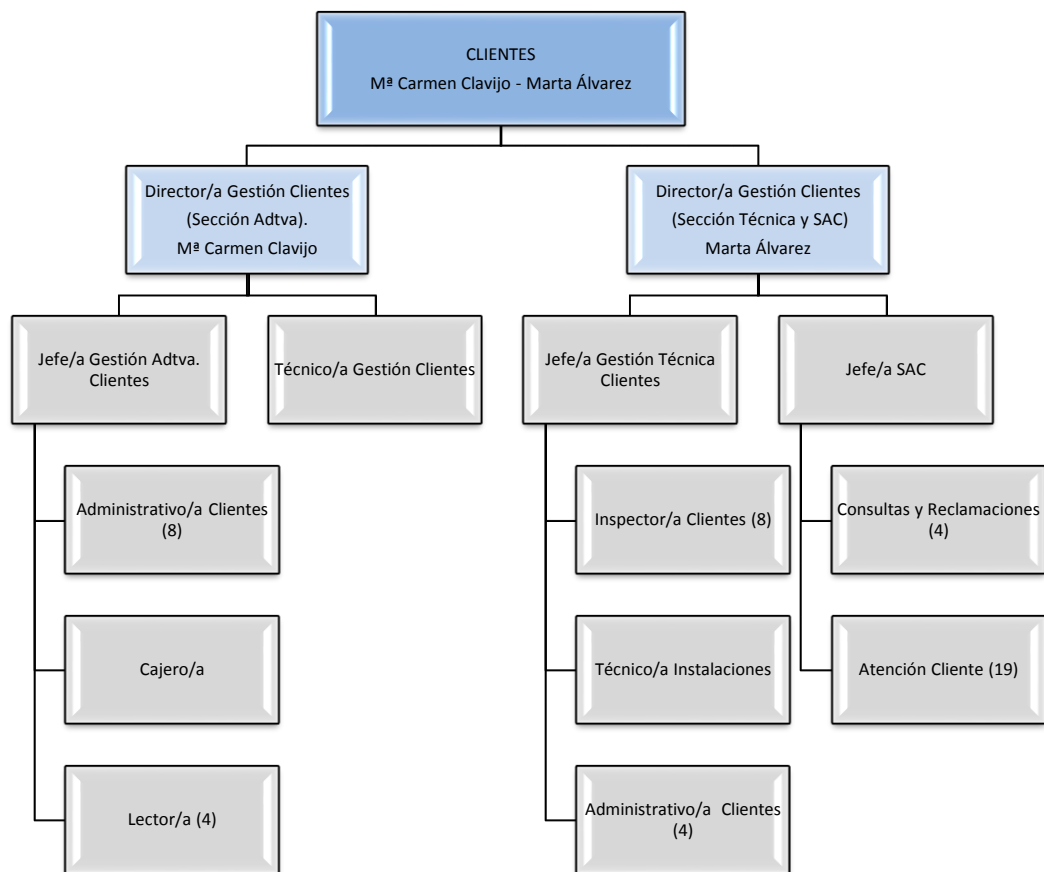 CLIENTES
Mª Carmen Clavijo - Marta Álvarez
Director/a Gestión Clientes
(Sección Adtva).
Mª Carmen Clavijo
Director/a Gestión Clientes
(Sección Técnica y SAC)
Marta Álvarez
Jefe/a Gestión Adtva.
Clientes
Técnico/a Gestión Clientes
Jefe/a Gestión Técnica
Clientes
Jefe/a SAC
Administrativo/a Clientes
(8)
Inspector/a Clientes (8)
Consultas y Reclamaciones
(4)
Cajero/a
Técnico/a Instalaciones
Atención Cliente (19)
Lector/a (4)
Administrativo/a Clientes
(4)